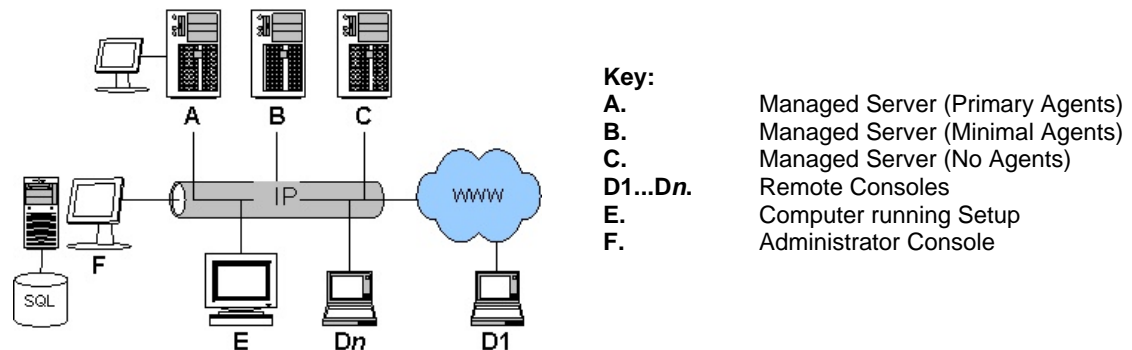 A
B
C
IP
WWW
F
SQL
E
Dn
D1
Key:
A. Managed Server (Primary Agents)
B. Managed Server (Minimal Agents)
C. Managed Server (No Agents)
D1...Dn. Remote Consoles
E. Computer running Setup
F. Administrator Console